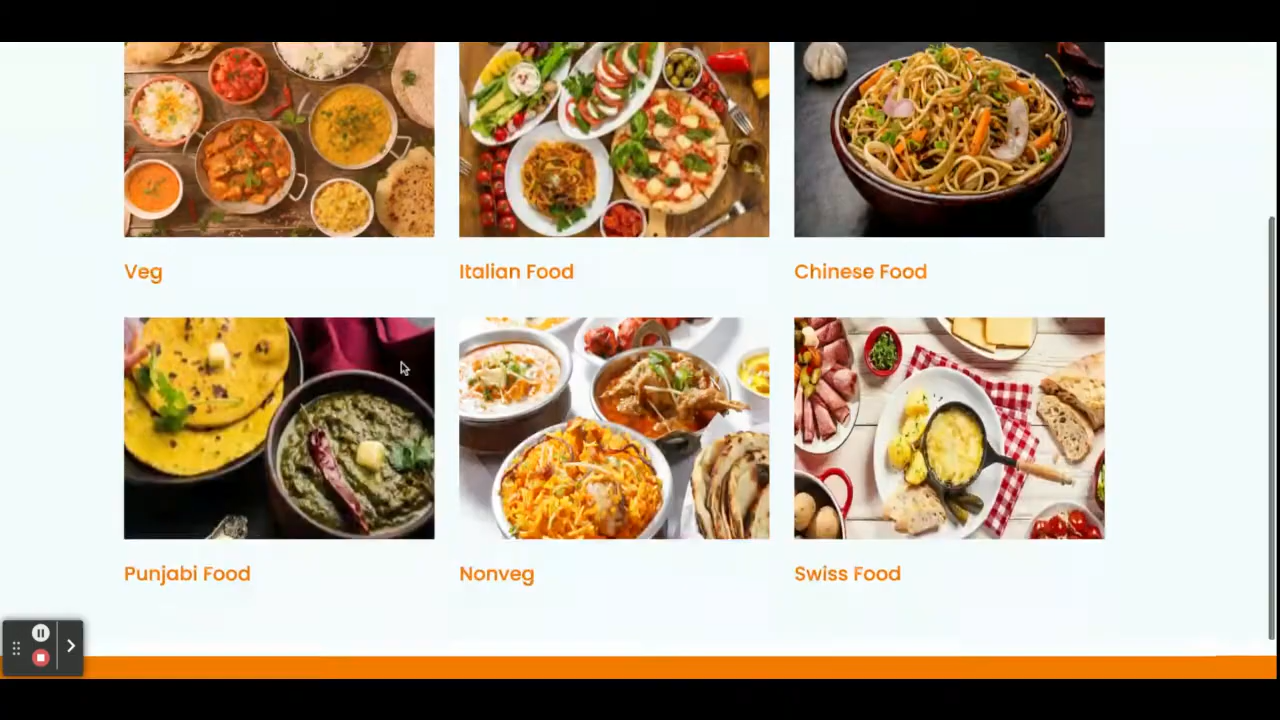 Veg
Italian Food
Chinese Food
Punjabi Food
Nonveg
Swiss Food